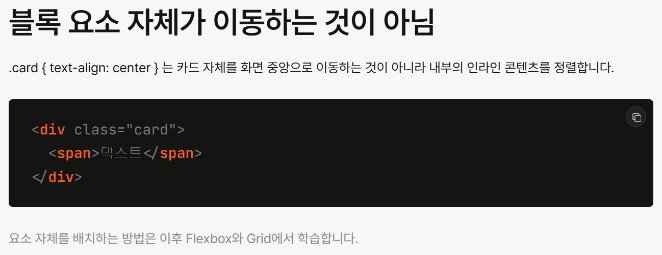 블록 요소 자체가 이동하는 것이 아님
.card { text-align: center } 는 카드 자체를 화면 중앙으로 이동하는 것이 아니라 내부의 인라인 콘텐츠를 정렬합니다.
<div class="card">
  <span>텍스트</span>
</div>
요소 자체를 배치하는 방법은 이후 Flexbox와 Grid에서 학습합니다.